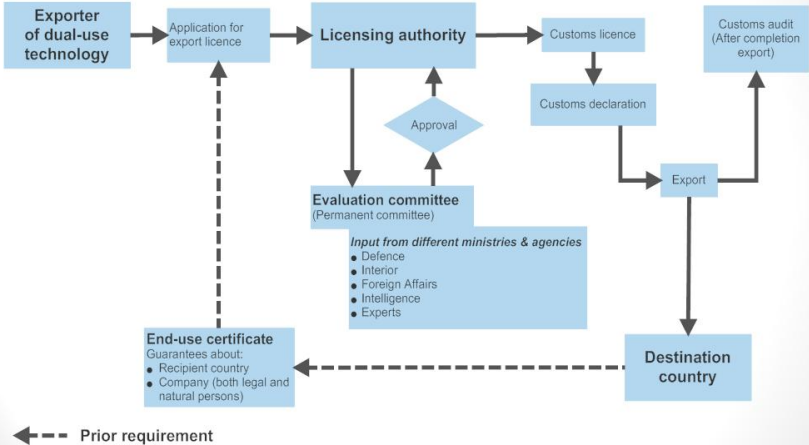 Exporter
of dual-use
technology
Application for
export licence
Licensing authority
Customs licence
Customs audit
(After completion
export)
Customs declaration
Approval
Export
Evaluation committee
(Permanent committee)
Input from different ministries & agencies
● Defence
● Interior
● Foreign Affairs
● Intelligence
● Experts
End-use certificate
Guarantees about:
● Recipient country
● Company (both legal and
natural persons)
Destination
country
Prior requirement